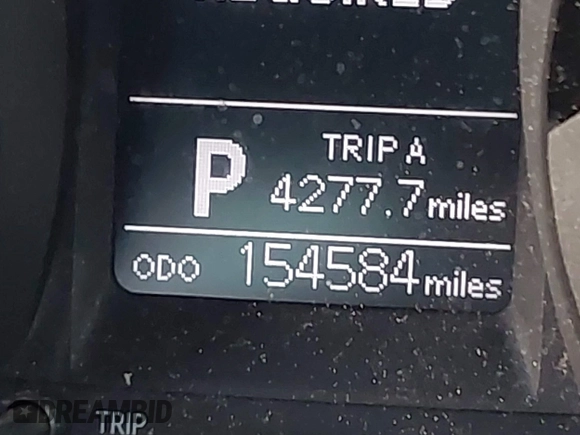 TRIP A
P 4277.7 miles
ODO 154584 miles
TRIP
DREAMBID